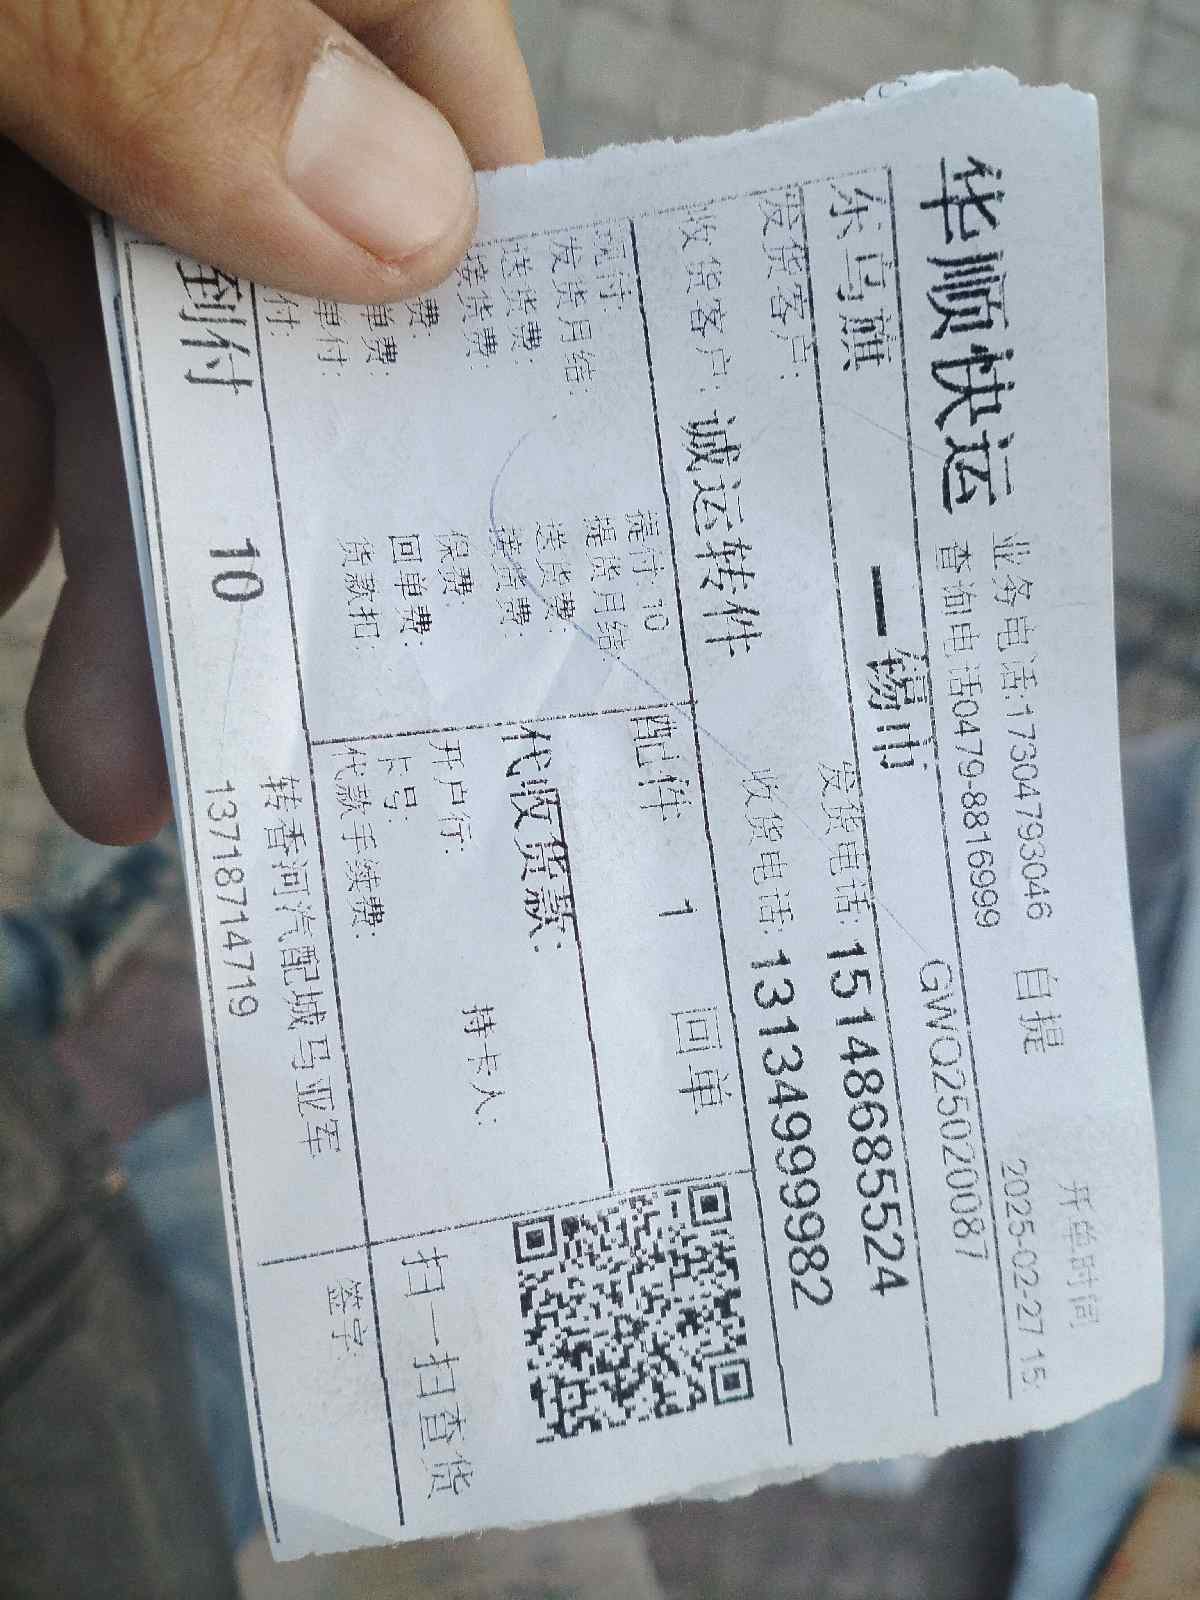 华顺快运
业务电话:17304793046 自提
查询电话0479-8816999
开单时间
2025-02-27 15:
GWQ2502020087
东乌旗 — 锡市
发货客户: 发货电话: 15148685524
收货客户: 诚运转件 收货电话: 13134999982
现付: 提付: 10 配件 1 回单
发货月结: 提货月结:
送货费: 送货费: 代收货款:
接货费: 接货费:
费: 保费: 开户行: 持卡人:
单费: 回单费: 卡号:
单付: 货款扣: 代款手续费:
付:
扫一扫查货
到付 10
转香河汽配城马亚军
13718714719
签字: